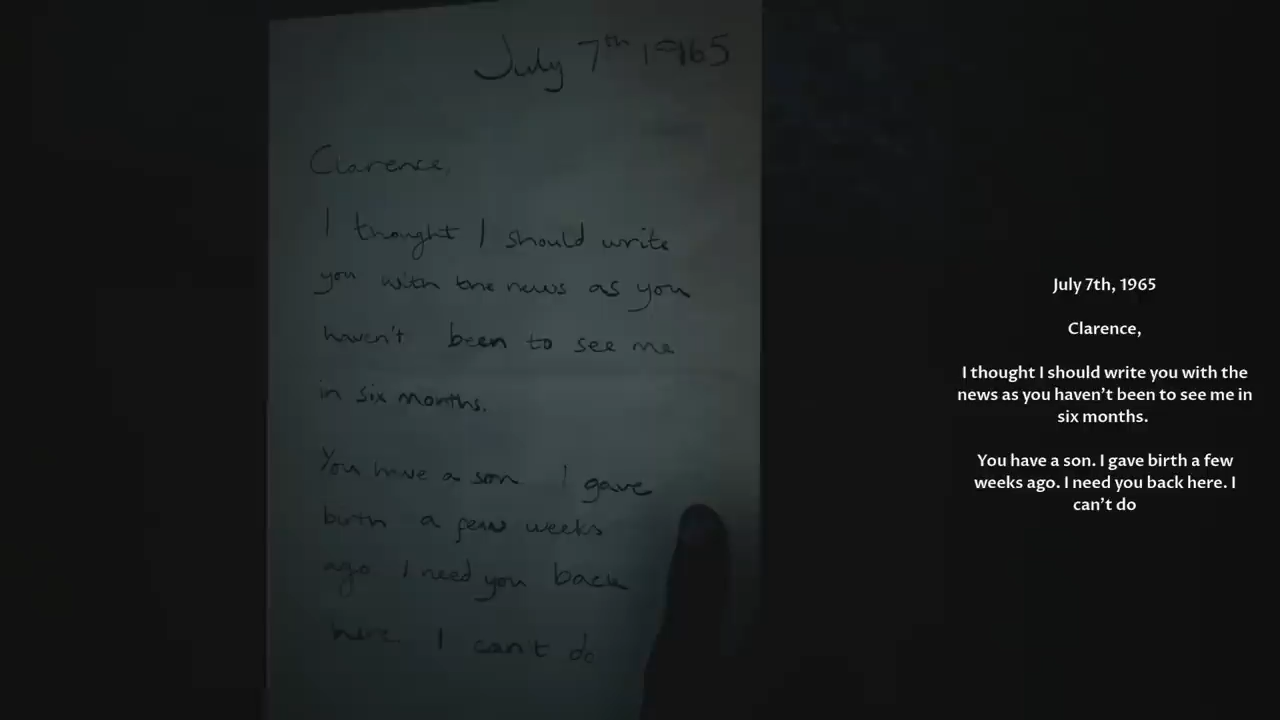 July 7th 1965
Clarence,
I thought I should write
you with the news as you
haven't been to see me
in six months.
You have a son I gave
birth a few weeks
ago I need you back
here I can't do
July 7th, 1965
Clarence,
I thought I should write you with the
news as you haven't been to see me in
six months.
You have a son. I gave birth a few
weeks ago. I need you back here. I
can't do